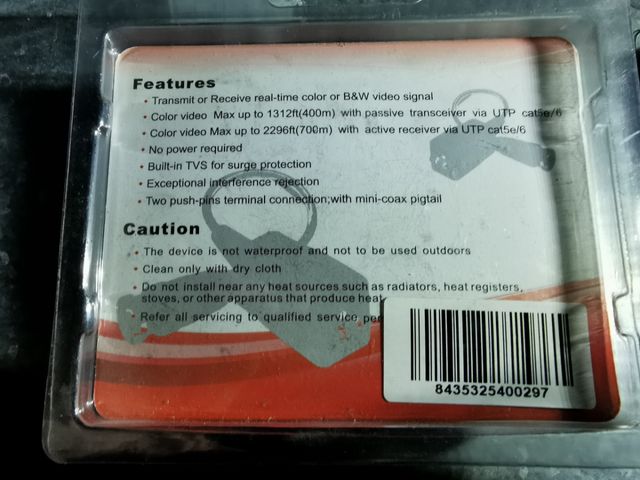 Features
• Transmit or Receive real-time color or B&W video signal
• Color video Max up to 1312ft(400m) with passive transceiver via UTP cat5e/6
• Color video Max up to 2296ft(700m) with active receiver via UTP cat5e/6
• No power required
• Built-in TVS for surge protection
• Exceptional interference rejection
• Two push-pins terminal connection;with mini-coax pigtail
Caution
• The device is not waterproof and not to be used outdoors
• Clean only with dry cloth
• Do not install near any heat sources such as radiators, heat registers,
stoves, or other apparatus that produce heat
• Refer all servicing to qualified service per
8435325400297